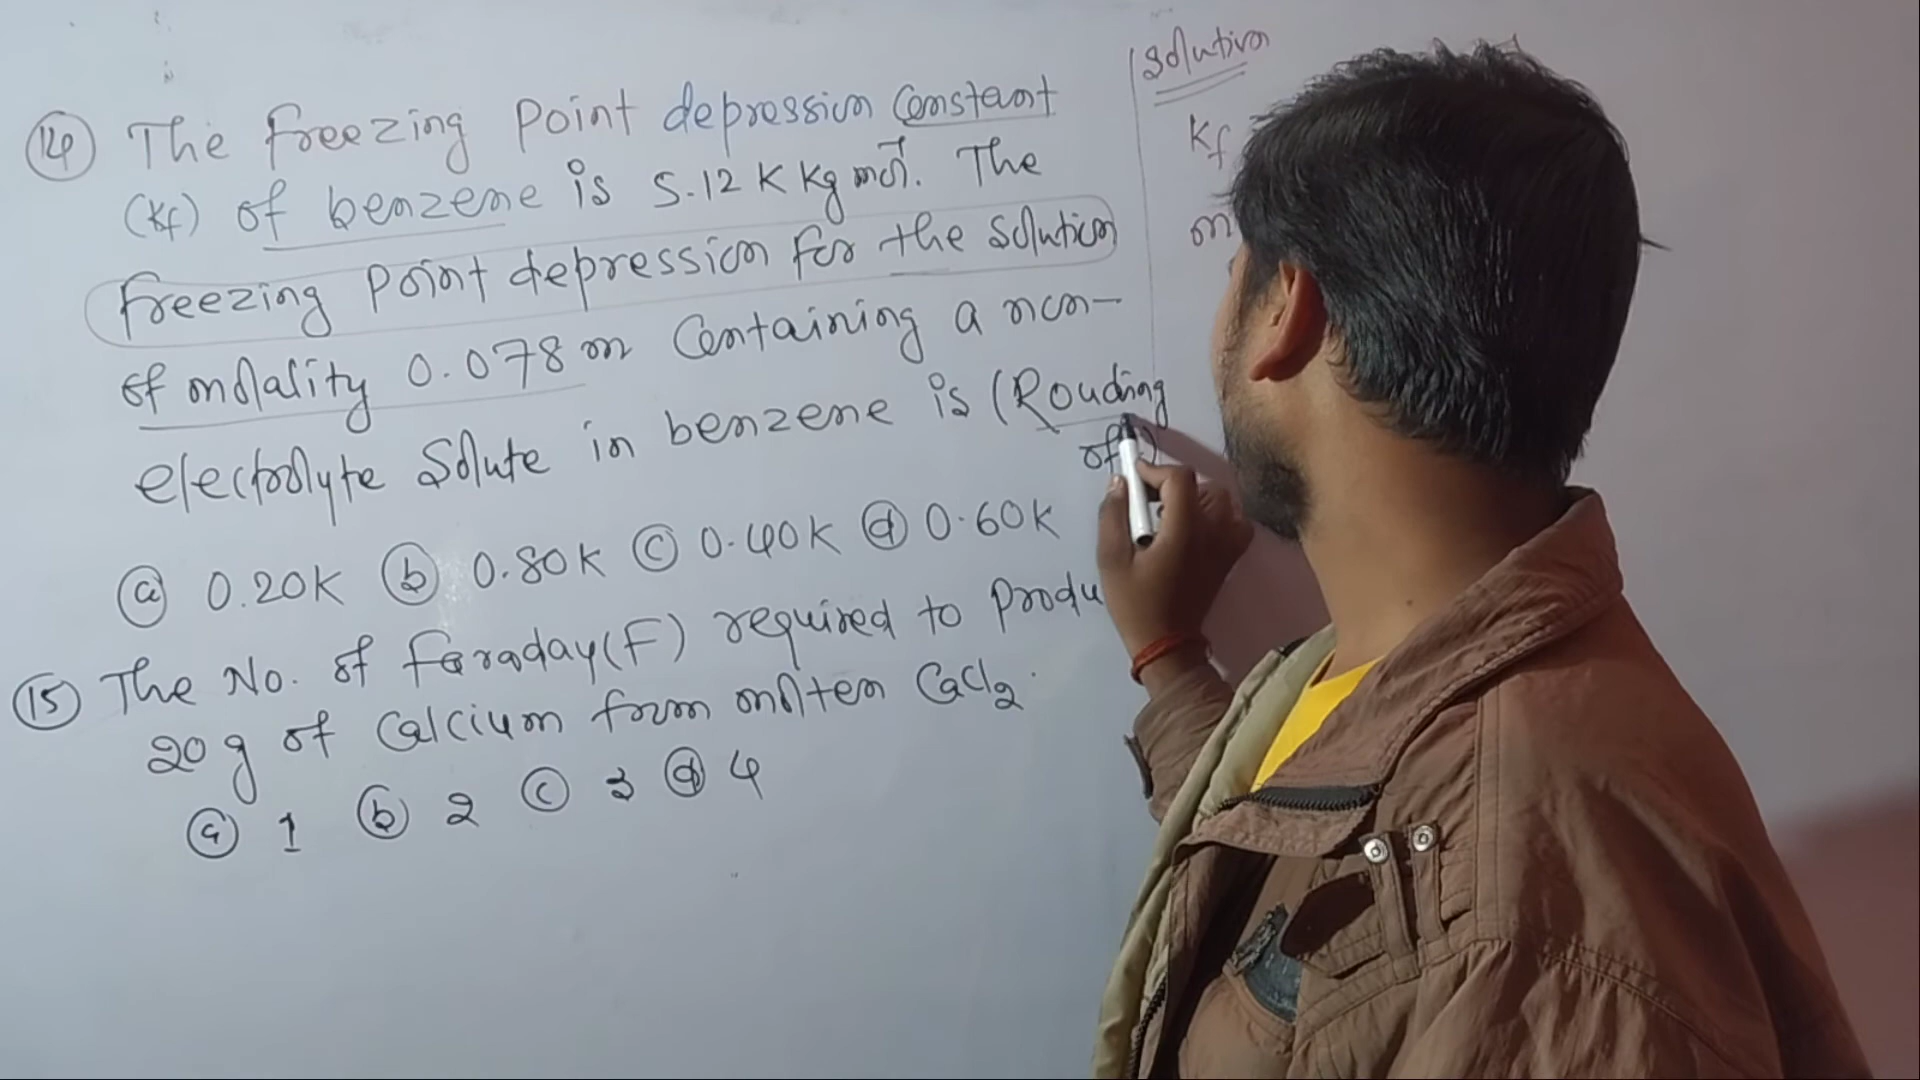 14 The freezing Point depression Constant
(Kf) of benzene is 5.12 K Kg mol⁻¹. The
freezing Point depression for the solution
of molality 0.078 m Containing a non-
electrolyte Solute in benzene is (Rouding
of)
a 0.20K b 0.80K c 0.40K d 0.60K
15 The No. of faraday(F) required to Produ
20 g of Calcium from molten CaCl₂.
a 1 b 2 c 3 d 4
Solution
Kf
m